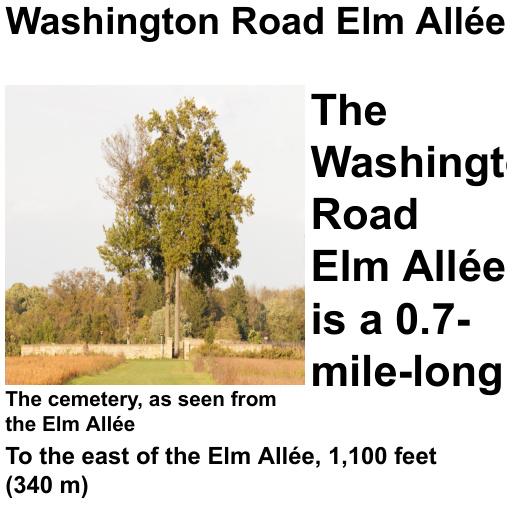 Washington Road Elm Allée
The
Washingt
Road
Elm Allée
is a 0.7-
mile-long
The cemetery, as seen from
the Elm Allée
To the east of the Elm Allée, 1,100 feet
(340 m)